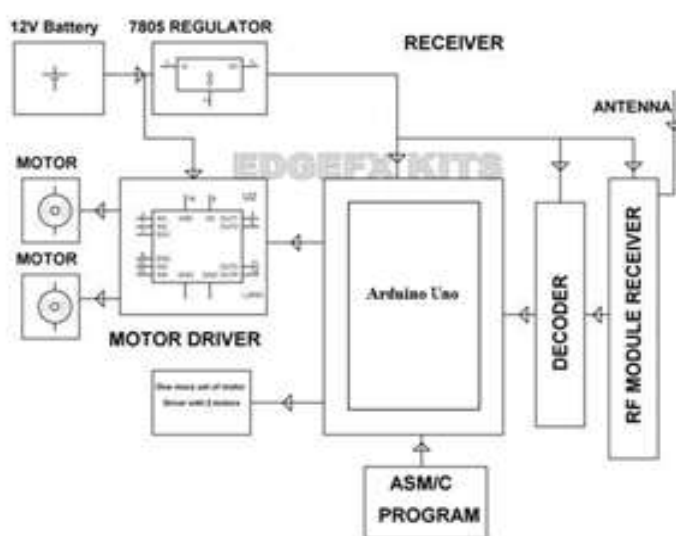 12V Battery
7805 REGULATOR
RECEIVER
ANTENNA
EDGEFX KITS
MOTOR
MOTOR
MOTOR DRIVER
Arduino Uno
DECODER
RF MODULE RECEIVER
One more set of motor
Driver with 2 motors
ASM/C
PROGRAM